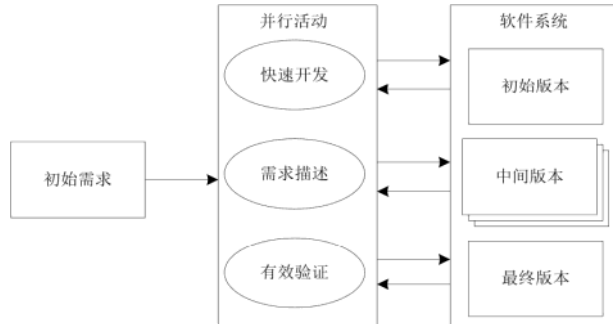 并行活动
软件系统
快速开发
初始版本
初始需求
需求描述
中间版本
有效验证
最终版本